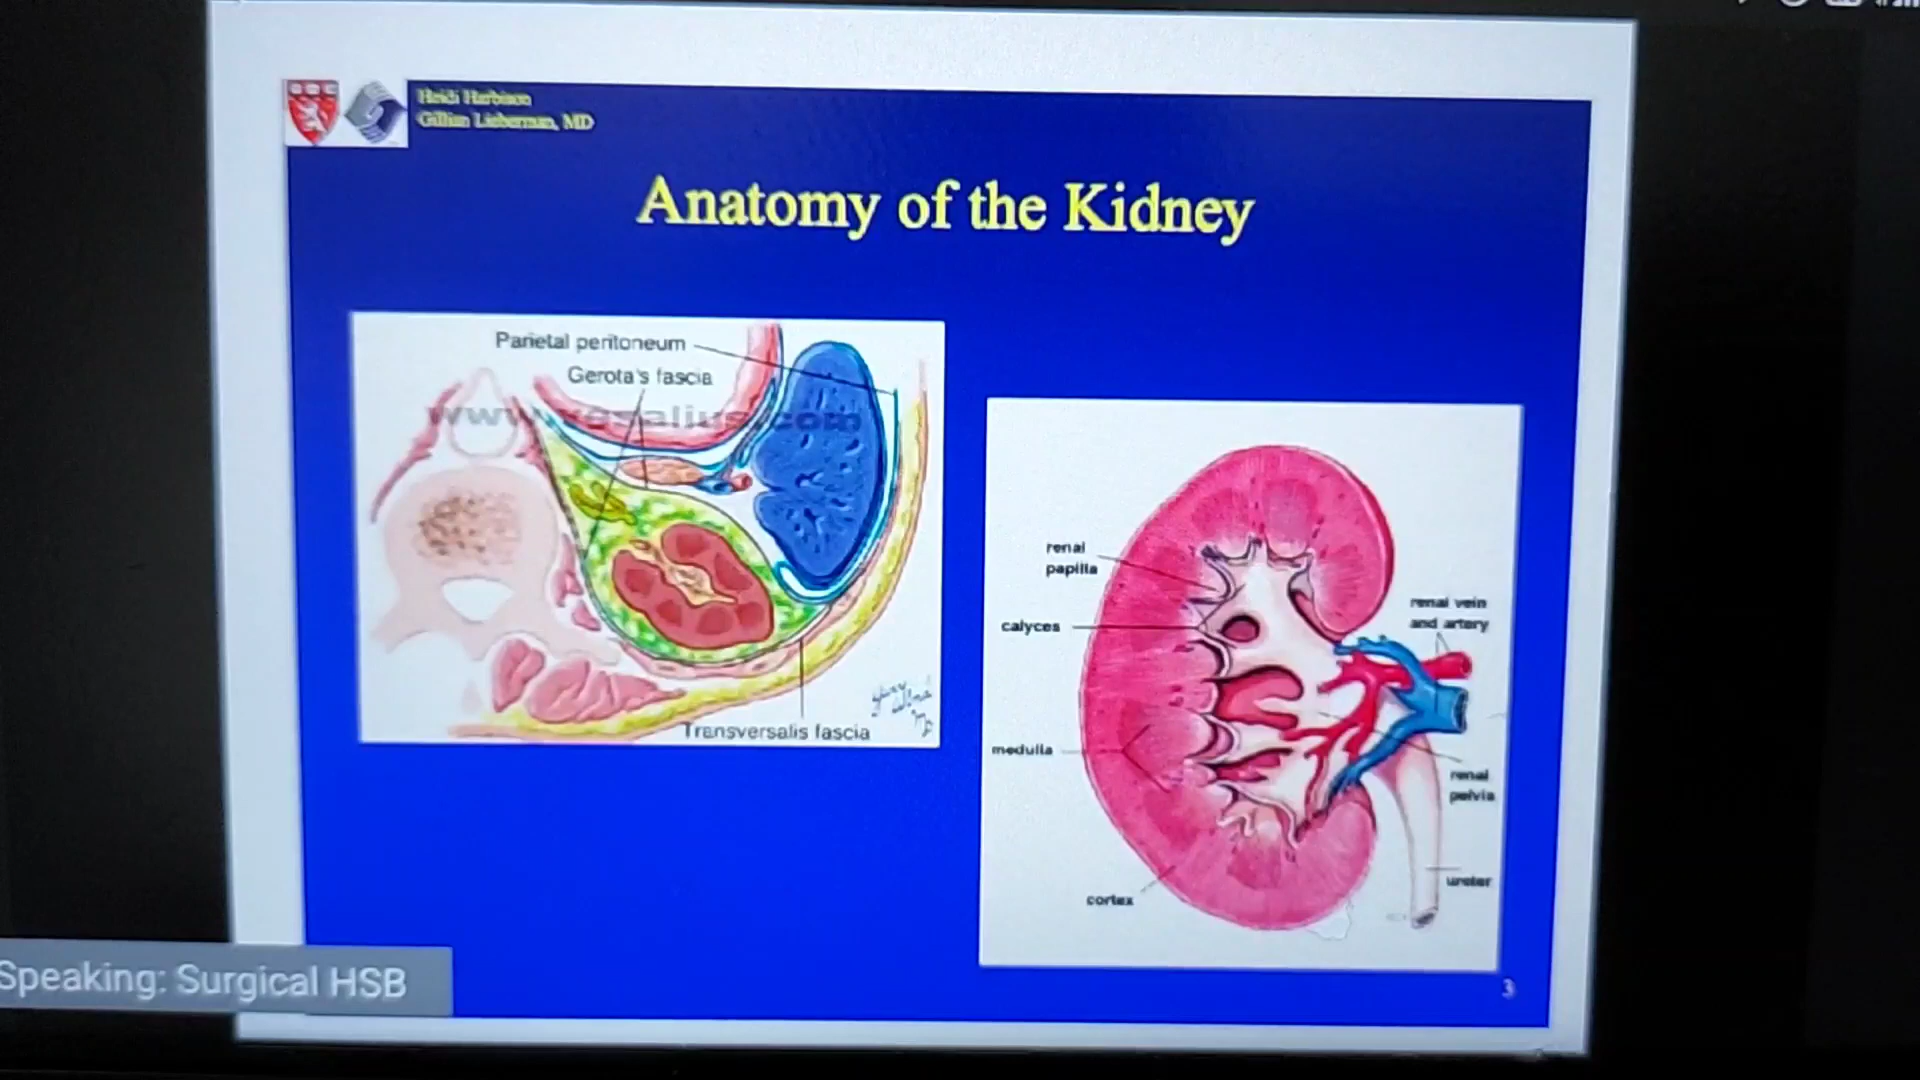 Heidi Harbison
Gillian Lieberman, MD
Anatomy of the Kidney
Parietal peritoneum
Gerota's fascia
Transversalis fascia
renal
papilla
calyces
medulla
cortex
renal vein
and artery
renal
pelvis
ureter
3
Speaking: Surgical HSB